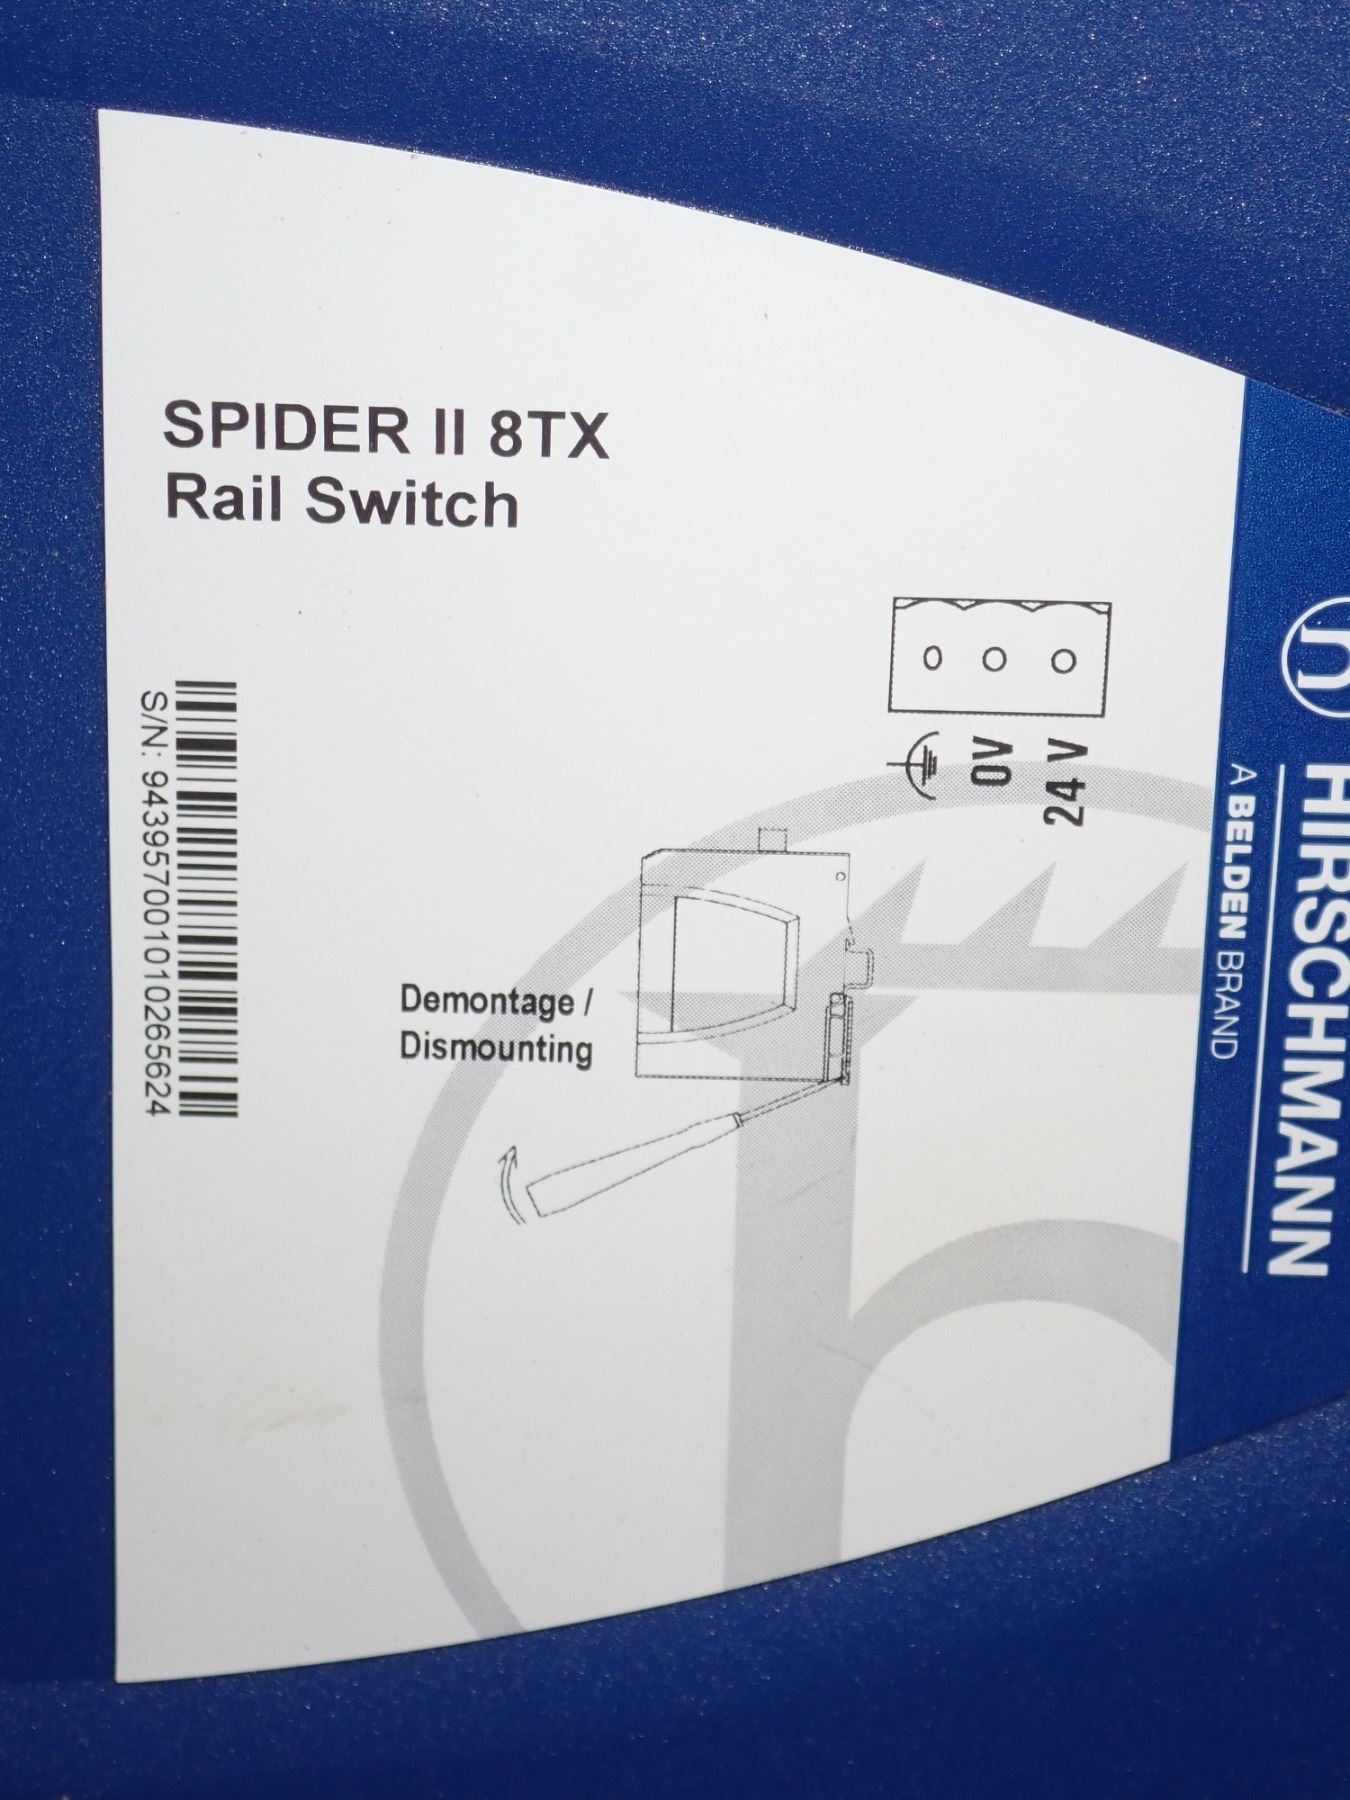 SPIDER II 8TX
Rail Switch
S/N: 943957001010265624
0V
24 V
Demontage /
Dismounting
HIRSCHMANN
A BELDEN BRAND